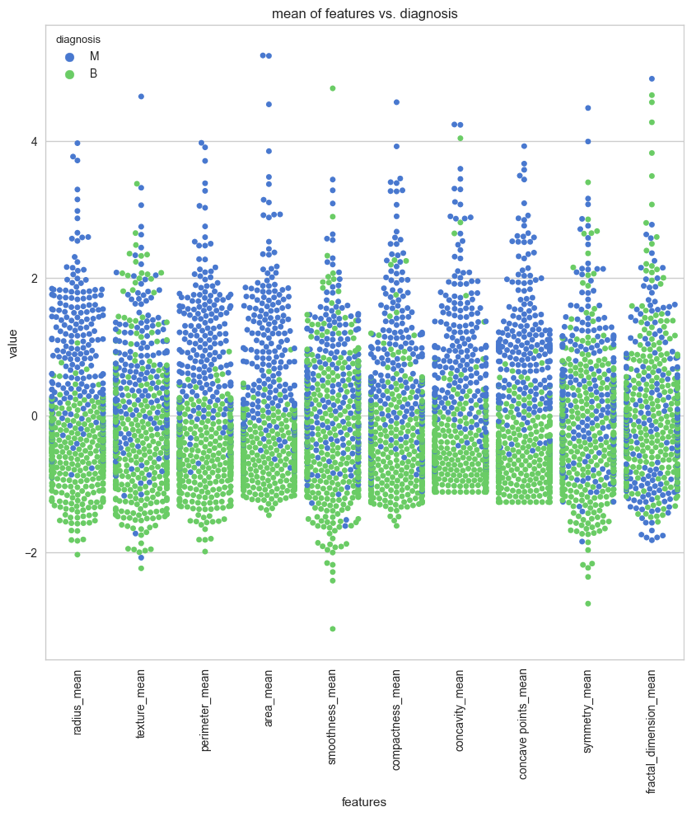 mean of features vs. diagnosis
diagnosis
M
B
4
2
0
−2
value
radius_mean
texture_mean
perimeter_mean
area_mean
smoothness_mean
compactness_mean
concavity_mean
concave points_mean
symmetry_mean
fractal_dimension_mean
features